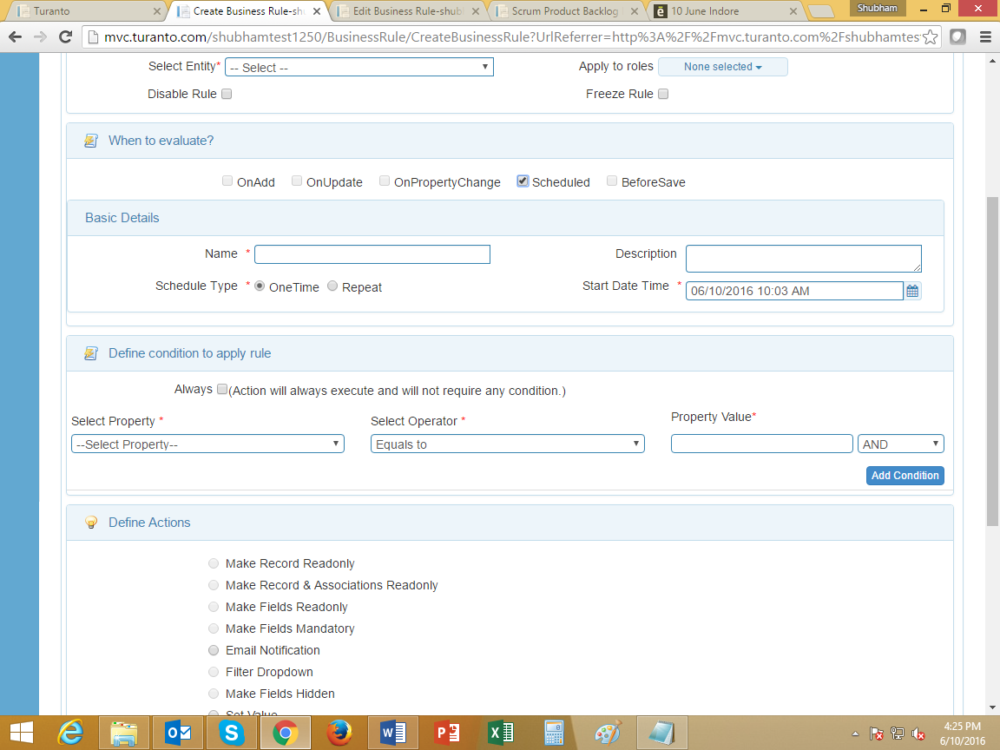 Turanto
Create Business Rule-sh
Edit Business Rule-shub
Scrum Product Backlog
10 June Indore
Shubham
mvc.turanto.com/shubhamtest1250/BusinessRule/CreateBusinessRule?UrlReferrer=http%3A%2F%2Fmvc.turanto.com%2Fshubhamtes
Select Entity* -- Select --
Apply to roles None selected
Disable Rule
Freeze Rule
When to evaluate?
OnAdd OnUpdate OnPropertyChange Scheduled BeforeSave
Basic Details
Name *
Description
Schedule Type * OneTime Repeat
Start Date Time * 06/10/2016 10:03 AM
Define condition to apply rule
Always (Action will always execute and will not require any condition.)
Select Property * Select Operator * Property Value*
--Select Property-- Equals to AND
Add Condition
Define Actions
Make Record Readonly
Make Record & Associations Readonly
Make Fields Readonly
Make Fields Mandatory
Email Notification
Filter Dropdown
Make Fields Hidden
Set Value
4:25 PM
6/10/2016